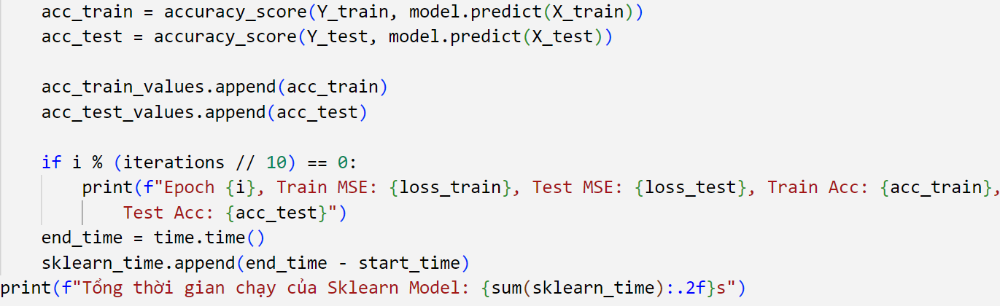 acc_train = accuracy_score(Y_train, model.predict(X_train))
acc_test = accuracy_score(Y_test, model.predict(X_test))
acc_train_values.append(acc_train)
acc_test_values.append(acc_test)
if i % (iterations // 10) == 0:
print(f"Epoch {i}, Train MSE: {loss_train}, Test MSE: {loss_test}, Train Acc: {acc_train},
Test Acc: {acc_test}")
end_time = time.time()
sklearn_time.append(end_time - start_time)
print(f"Tổng thời gian chạy của Sklearn Model: {sum(sklearn_time):.2f}s")